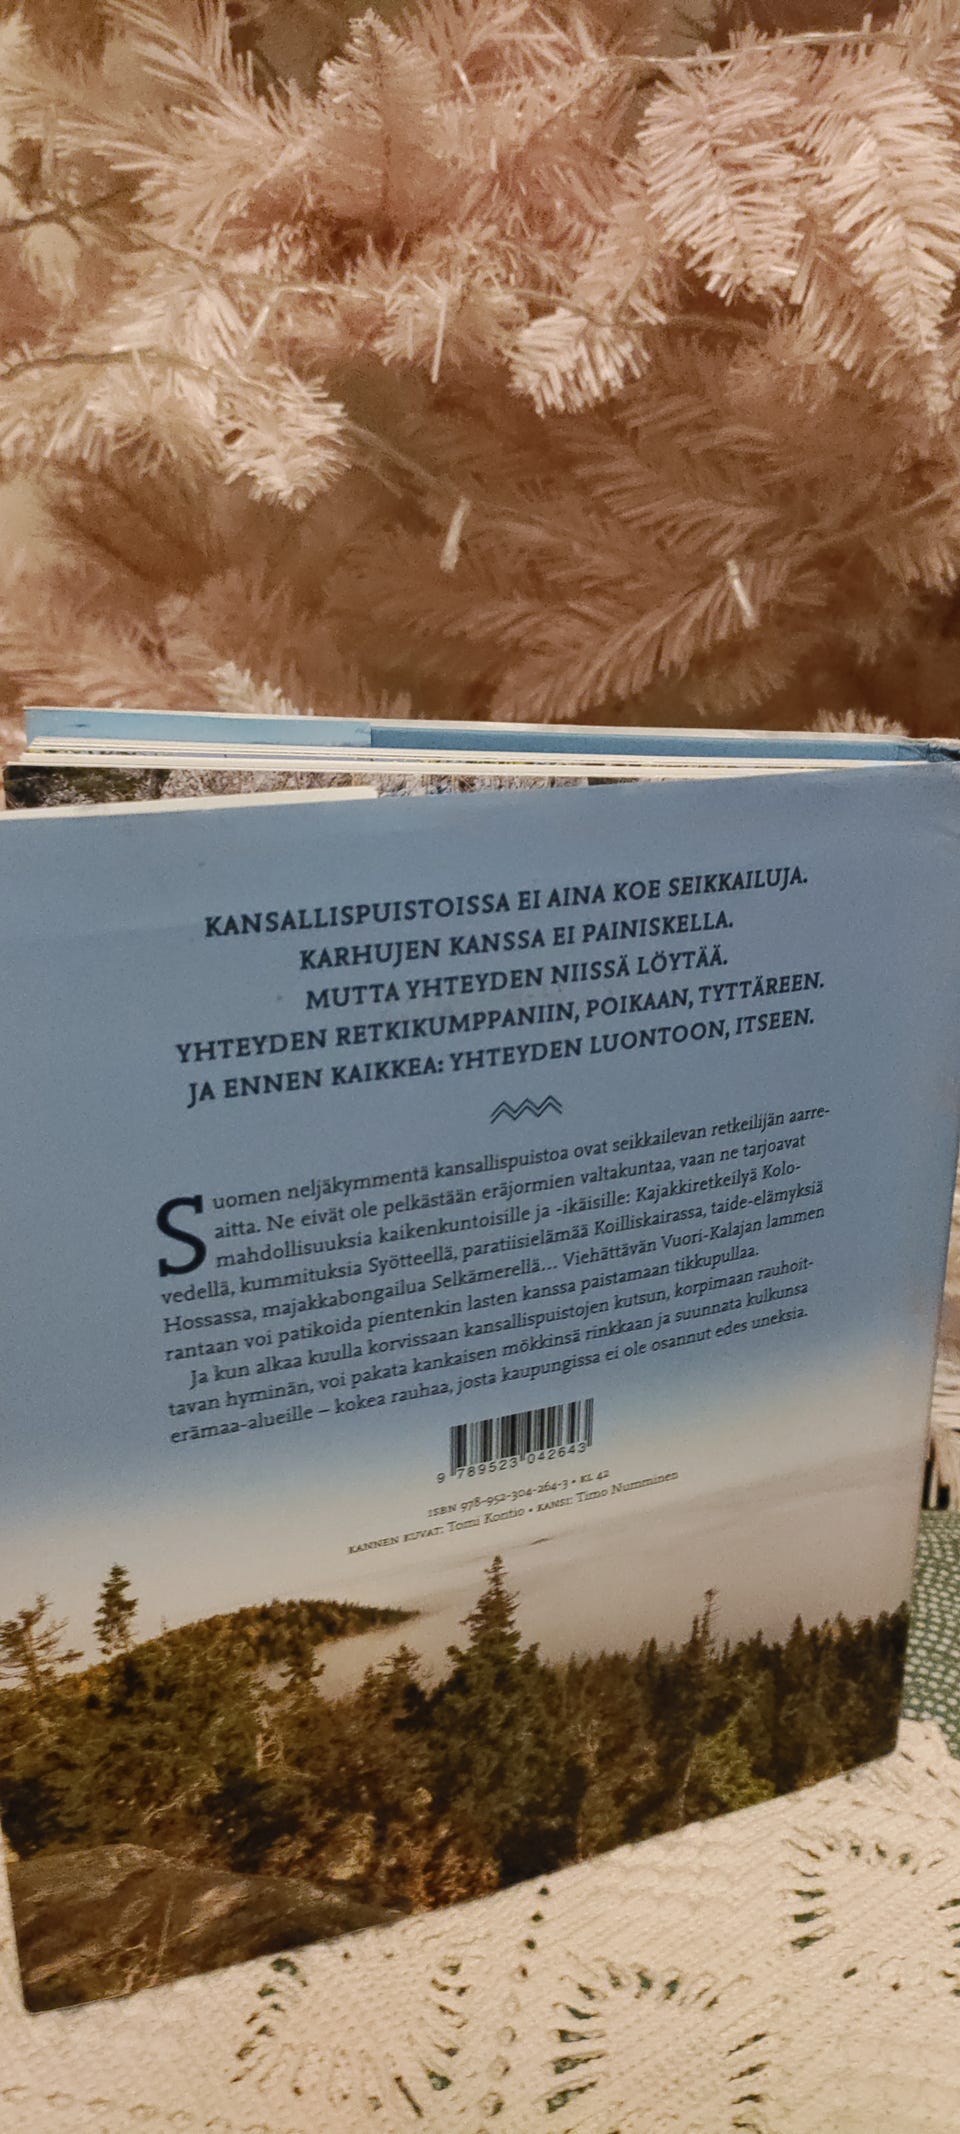 KANSALLISPUISTOISSA EI AINA KOE SEIKKAILUJA.
KARHUJEN KANSSA EI PAINISKELLA.
MUTTA YHTEYDEN NIISSÄ LÖYTÄÄ.
YHTEYDEN RETKIKUMPPANIIN, POIKAAN, TYTTÄREEN.
JA ENNEN KAIKKEA: YHTEYDEN LUONTOON, ITSEEN.
Suomen neljäkymmentä kansallispuistoa ovat seikkailevan retkeilijän aarre-
aitta. Ne eivät ole pelkästään eräjormien valtakuntaa, vaan ne tarjoavat
mahdollisuuksia kaikenkuntoisille ja -ikäisille: Kajakkiretkeilyä Kolo-
vedellä, kummituksia Syötteellä, paratiisielämää Koilliskairassa, taide-elämyksiä
Hossassa, majakkabongailua Selkämerellä... Viehättävän Vuori-Kalajan lammen
rantaan voi patikoida pientenkin lasten kanssa paistamaan tikkupullaa.
Ja kun alkaa kuulla korvissaan kansallispuistojen kutsun, korpimaan rauhoit-
tavan hyminän, voi pakata kankaisen mökkinsä rinkkaan ja suunnata kulkunsa
erämaa-alueille – kokea rauhaa, josta kaupungissa ei ole osannut edes uneksia.
9 789523 042643
ISBN 978-952-304-264-3 • KL 42
KANNEN KUVAT: Tomi Kontio • KANSI: Timo Numminen